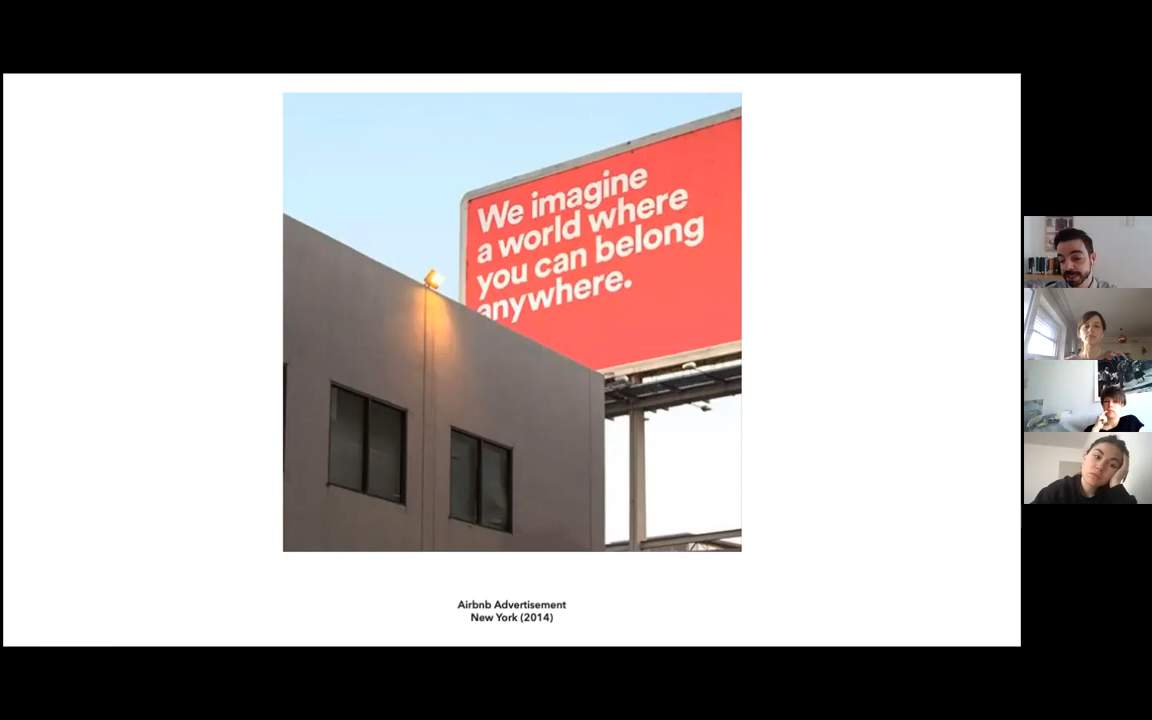 We imagine
a world where
you can belong
anywhere.
Airbnb Advertisement
New York (2014)